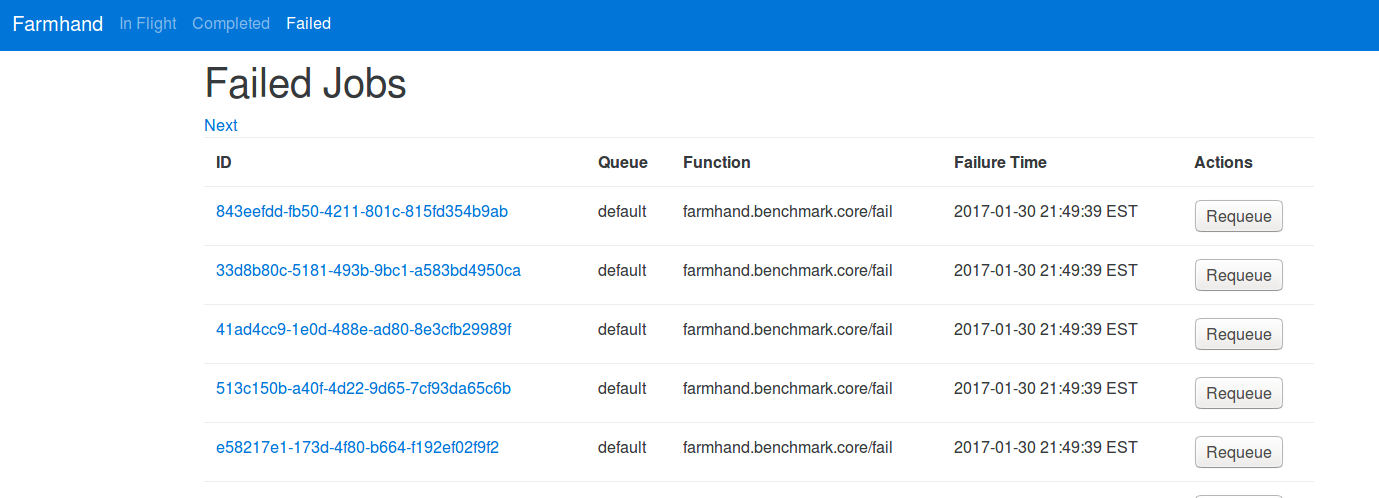 Farmhand In Flight Completed Failed
Failed Jobs
Next
ID Queue Function Failure Time Actions
843eefdd-fb50-4211-801c-815fd354b9ab default farmhand.benchmark.core/fail 2017-01-30 21:49:39 EST Requeue
33d8b80c-5181-493b-9bc1-a583bd4950ca default farmhand.benchmark.core/fail 2017-01-30 21:49:39 EST Requeue
41ad4cc9-1e0d-488e-ad80-8e3cfb29989f default farmhand.benchmark.core/fail 2017-01-30 21:49:39 EST Requeue
513c150b-a40f-4d22-9d65-7cf93da65c6b default farmhand.benchmark.core/fail 2017-01-30 21:49:39 EST Requeue
e58217e1-173d-4f80-b664-f192ef02f9f2 default farmhand.benchmark.core/fail 2017-01-30 21:49:39 EST Requeue